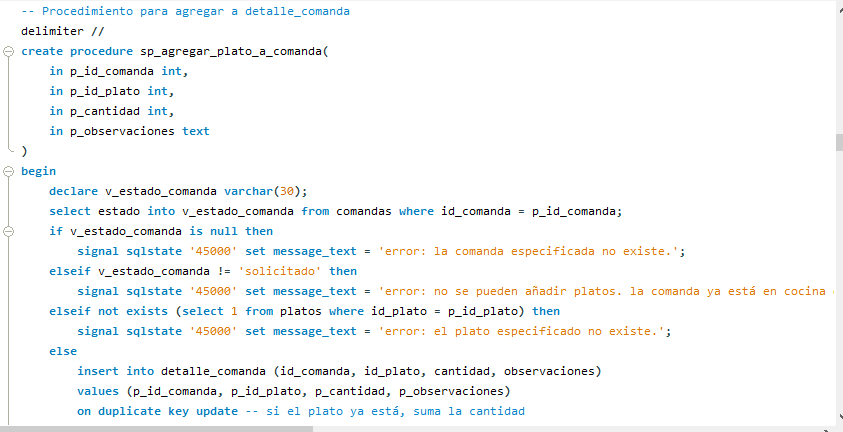 -- Procedimiento para agregar a detalle_comanda
delimiter //
create procedure sp_agregar_plato_a_comanda(
    in p_id_comanda int,
    in p_id_plato int,
    in p_cantidad int,
    in p_observaciones text
)
begin
    declare v_estado_comanda varchar(30);
    select estado into v_estado_comanda from comandas where id_comanda = p_id_comanda;
    if v_estado_comanda is null then
        signal sqlstate '45000' set message_text = 'error: la comanda especificada no existe.';
    elseif v_estado_comanda != 'solicitado' then
        signal sqlstate '45000' set message_text = 'error: no se pueden añadir platos. la comanda ya está en cocina
    elseif not exists (select 1 from platos where id_plato = p_id_plato) then
        signal sqlstate '45000' set message_text = 'error: el plato especificado no existe.';
    else
        insert into detalle_comanda (id_comanda, id_plato, cantidad, observaciones)
        values (p_id_comanda, p_id_plato, p_cantidad, p_observaciones)
        on duplicate key update -- si el plato ya está, suma la cantidad